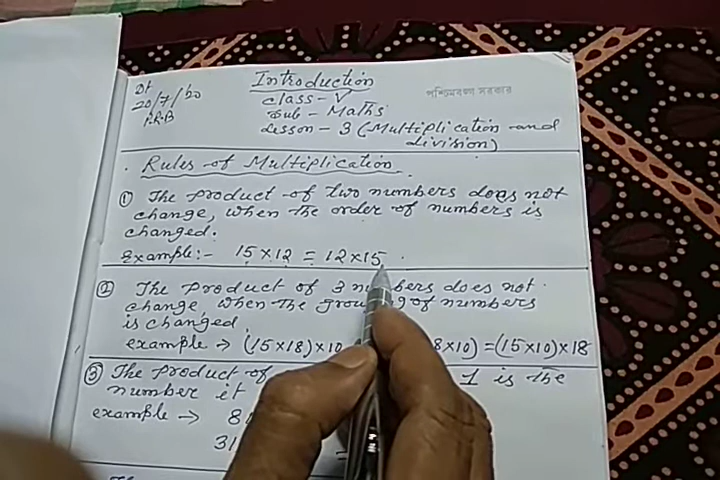 Dt
20/7/20
P.R.B
Introduction
পশ্চিমবঙ্গ সরকার
class - V
Sub - Maths
Lesson - 3 (Multiplication and
division)
Rules of Multiplication
① The product of two numbers does not
change, when the order of numbers is
changed.
Example:- 15×12 = 12×15
② The product of 3 numbers does not
change, when the of numbers
is changed.
example → (15×18)×10 8×10) = (15×10)×18
③ The product of 1 is the
number it
example → 8
31 =